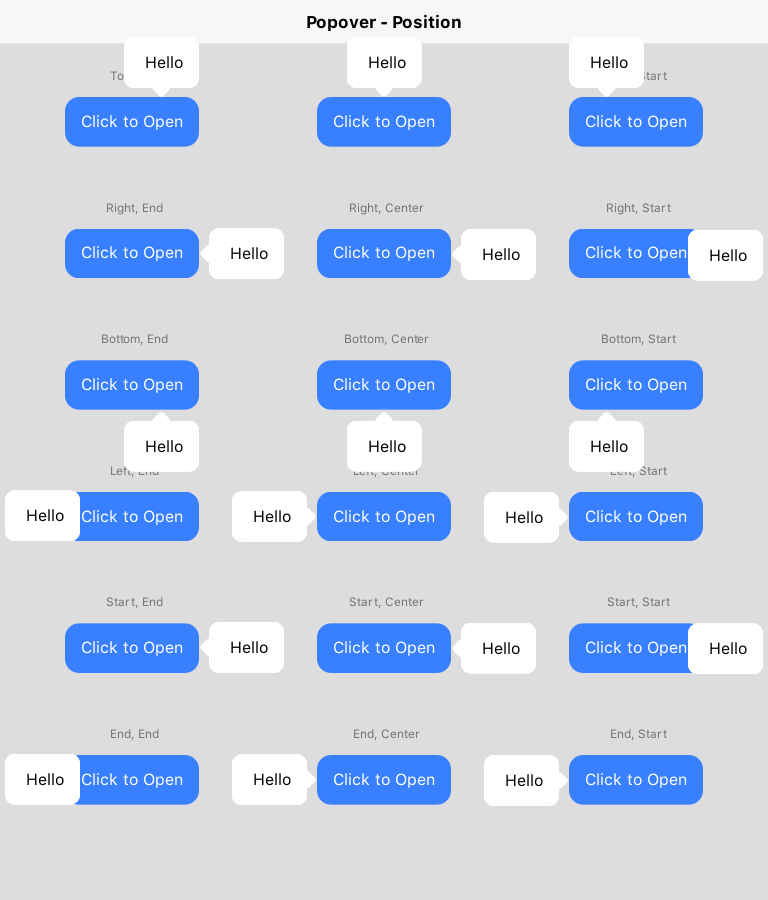 Popover - Position
Hello Hello Hello
To Start
Click to Open Click to Open Click to Open
Right, End Right, Center Right, Start
Click to Open Hello Click to Open Hello Click to Open Hello
Bottom, End Bottom, Center Bottom, Start
Click to Open Click to Open Click to Open
Hello Hello Hello
Left, End Left, Center Left, Start
Hello Click to Open Hello Click to Open Hello Click to Open
Start, End Start, Center Start, Start
Click to Open Hello Click to Open Hello Click to Open Hello
End, End End, Center End, Start
Hello Click to Open Hello Click to Open Hello Click to Open